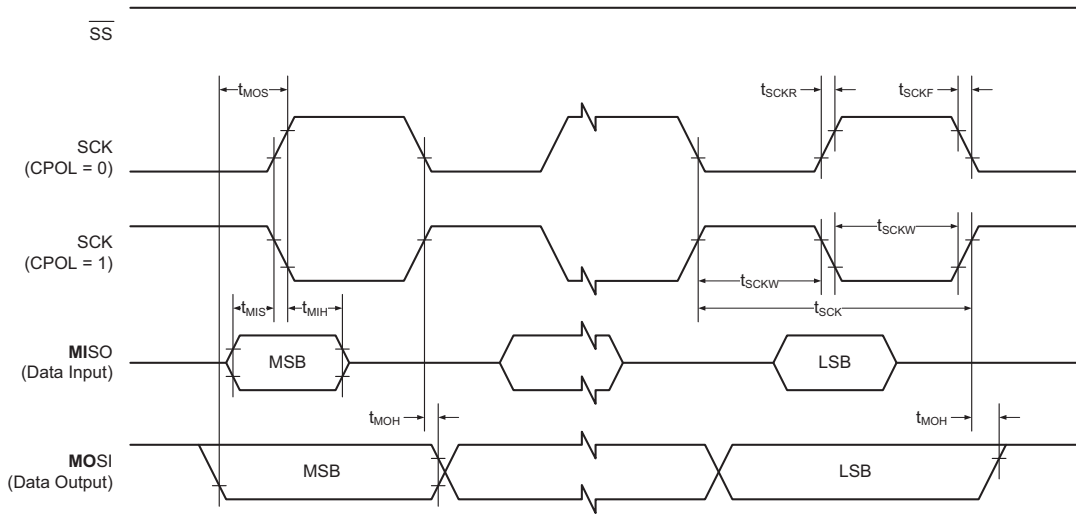 SS
tMOS
tSCKR
tSCKF
SCK
(CPOL = 0)
SCK
(CPOL = 1)
tSCKW
tSCKW
tMIS
tMIH
tSCK
MISO
(Data Input)
MSB
LSB
tMOH
tMOH
MOSI
(Data Output)
MSB
LSB